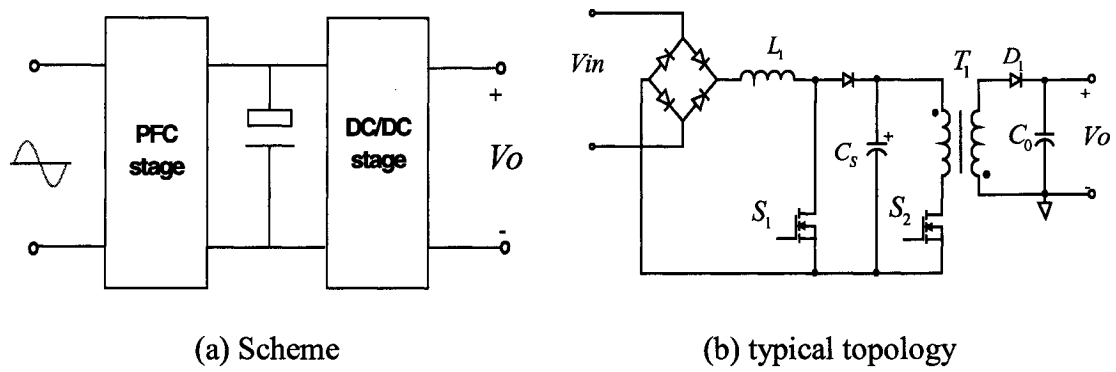 PFC
stage
DC/DC
stage
+
Vo
-
(a) Scheme
Vin
L₁
S₁
Cs
+
S₂
T₁
D₁
C₀
+
Vo
-
(b) typical topology